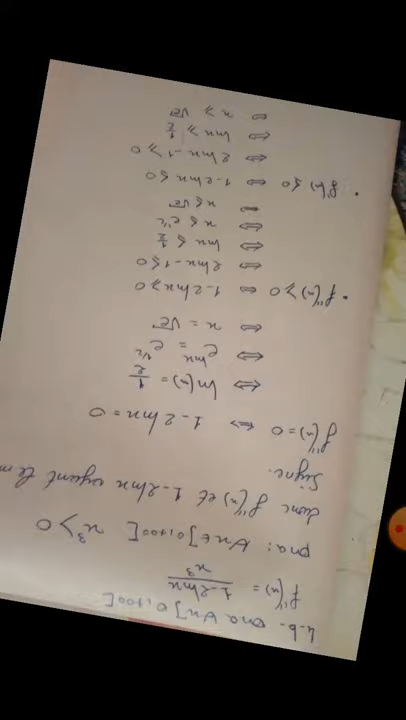 4-b- on a ∀x]0,+∞[
f''(x) = 1-2lnx / x³
on a : ∀x∈]0,+∞[ x³>0
donc f''(x) et 1-2lnx ayant le m
signe.
f''(x)=0 ⇔ 1-2lnx=0
⇔ ln(x) = 1/2
⇔ e^lnx = e^1/2
⇔ x = √e
• f''(x)≥0 ⇔ 1-2lnx≥0
⇔ 2lnx-1≤0
⇔ lnx ≤ 1/2
⇔ x ≤ e^1/2
⇔ x ≤ √e
• f''(x)≤0 ⇔ 1-2lnx≤0
⇔ 2lnx-1≥0
⇔ lnx ≥ 1/2
⇔ x ≥ √e